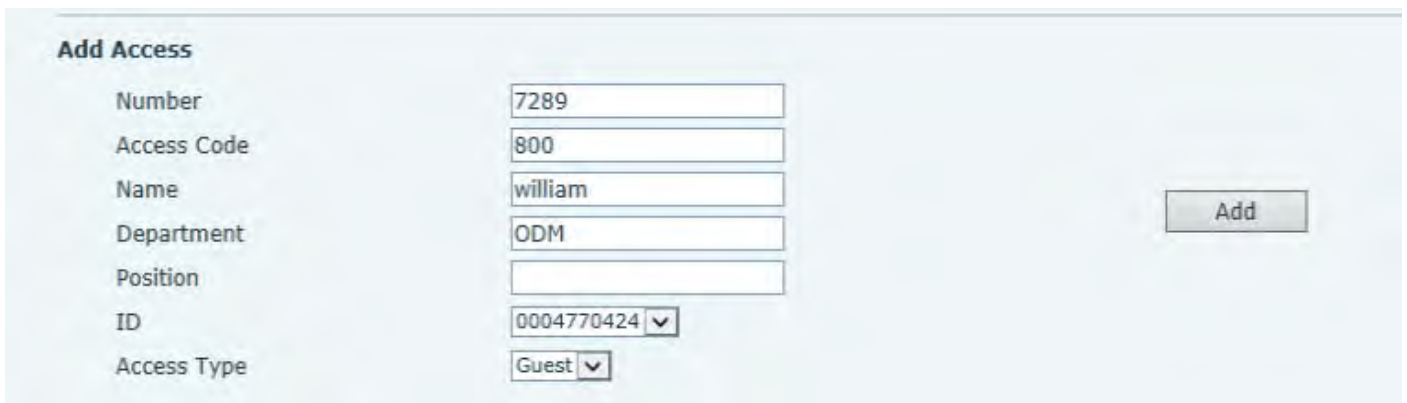 Add Access
Number 7289
Access Code 800
Name william
Department ODM
Add
Position
ID 0004770424
Access Type Guest